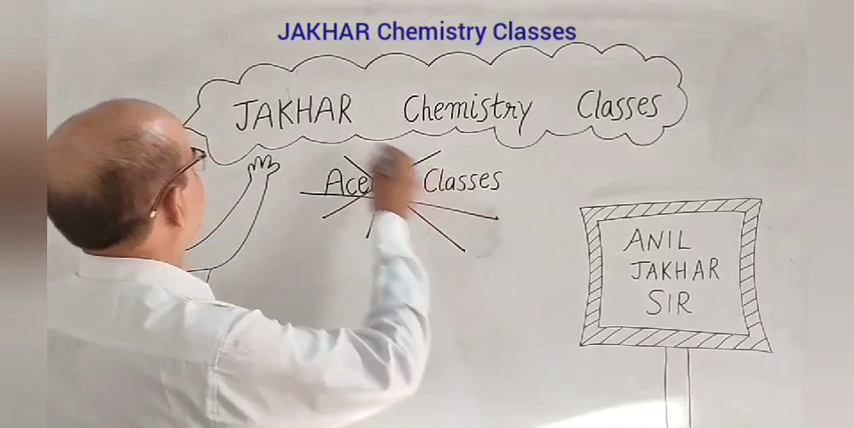 JAKHAR Chemistry Classes
JAKHAR Chemistry Classes
Classes
ANIL
JAKHAR
SIR